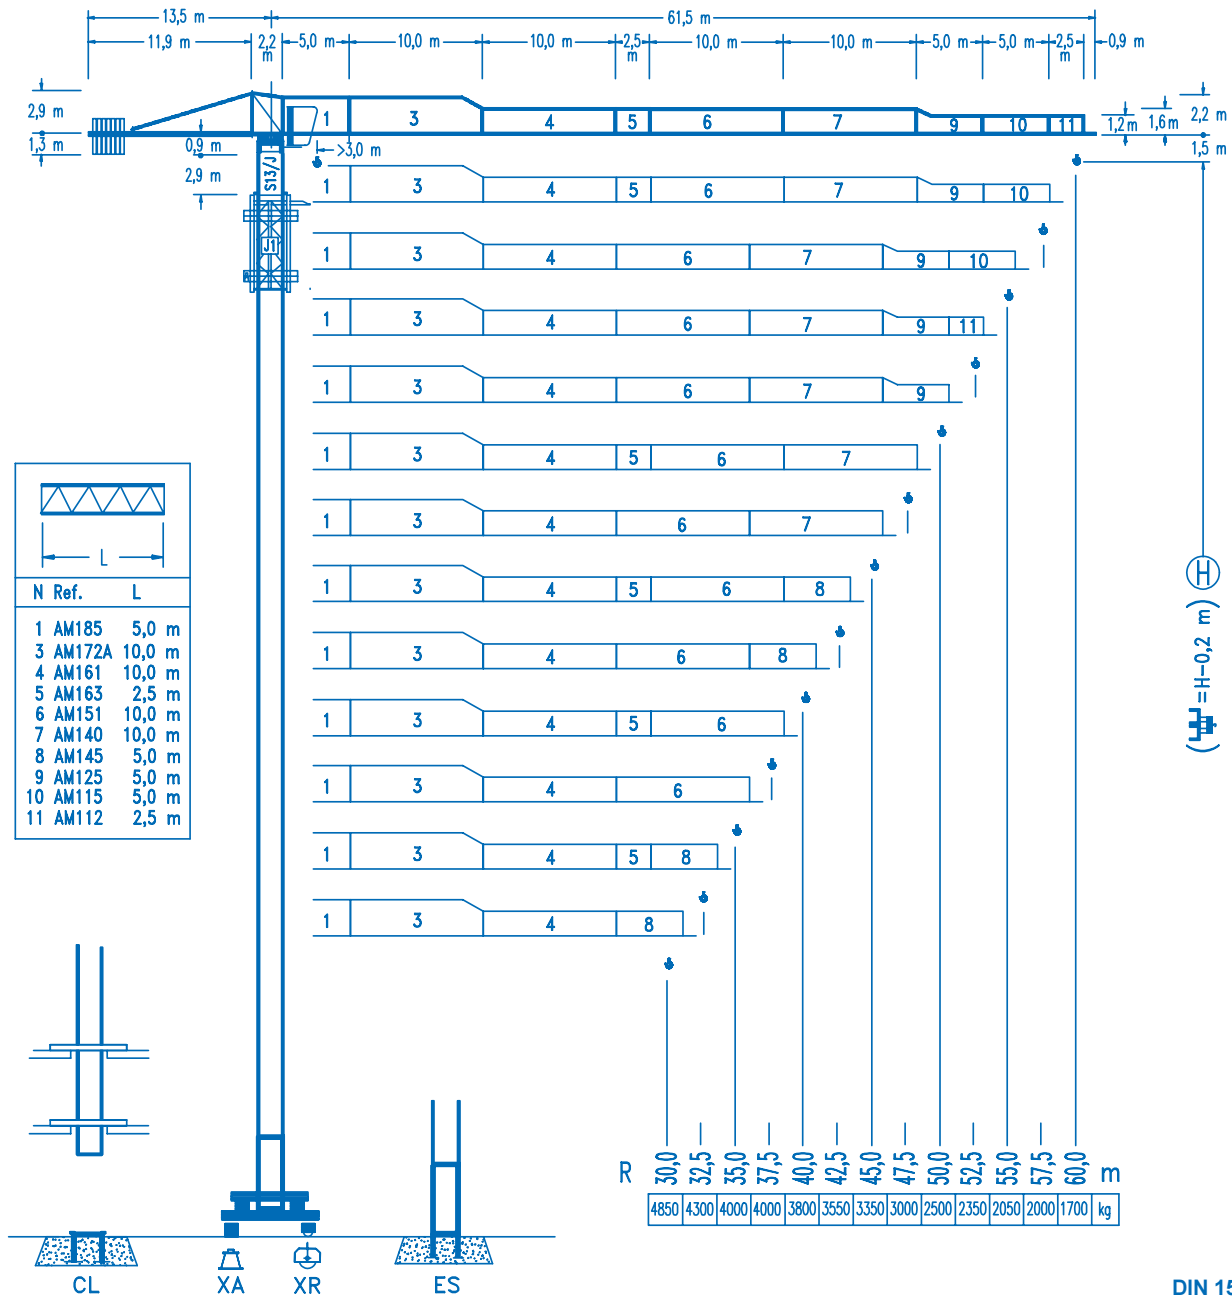 13,5 m 61,5 m
11,9 m 2,2 m 5,0 m 10,0 m 10,0 m 2,5 m 10,0 m 10,0 m 5,0 m 5,0 m 2,5 m 0,9 m
2,9 m 1 3 4 5 6 7 9 10 11 1,2m 1,6m 2,2 m
1,3 m 0,9 m >3,0 m 1,5 m
2,9 m S13/J
J1
1 3 4 5 6 7 9 10
1 3 4 6 7 9 10
1 3 4 6 7 9 11
1 3 4 6 7 9
1 3 4 5 6 7
1 3 4 6 7
1 3 4 5 6 8
1 3 4 6 8
1 3 4 5 6
1 3 4 6
1 3 4 5 8
1 3 4 8
L
N Ref. L
1 AM185 5,0 m
3 AM172A 10,0 m
4 AM161 10,0 m
5 AM163 2,5 m
6 AM151 10,0 m
7 AM140 10,0 m
8 AM145 5,0 m
9 AM125 5,0 m
10 AM115 5,0 m
11 AM112 2,5 m
H
( =H-0,2 m)
R 30,0 32,5 35,0 37,5 40,0 42,5 45,0 47,5 50,0 52,5 55,0 57,5 60,0 m
4850 4300 4000 4000 3800 3550 3350 3000 2500 2350 2050 2000 1700 kg
CL XA XR ES
DIN 15